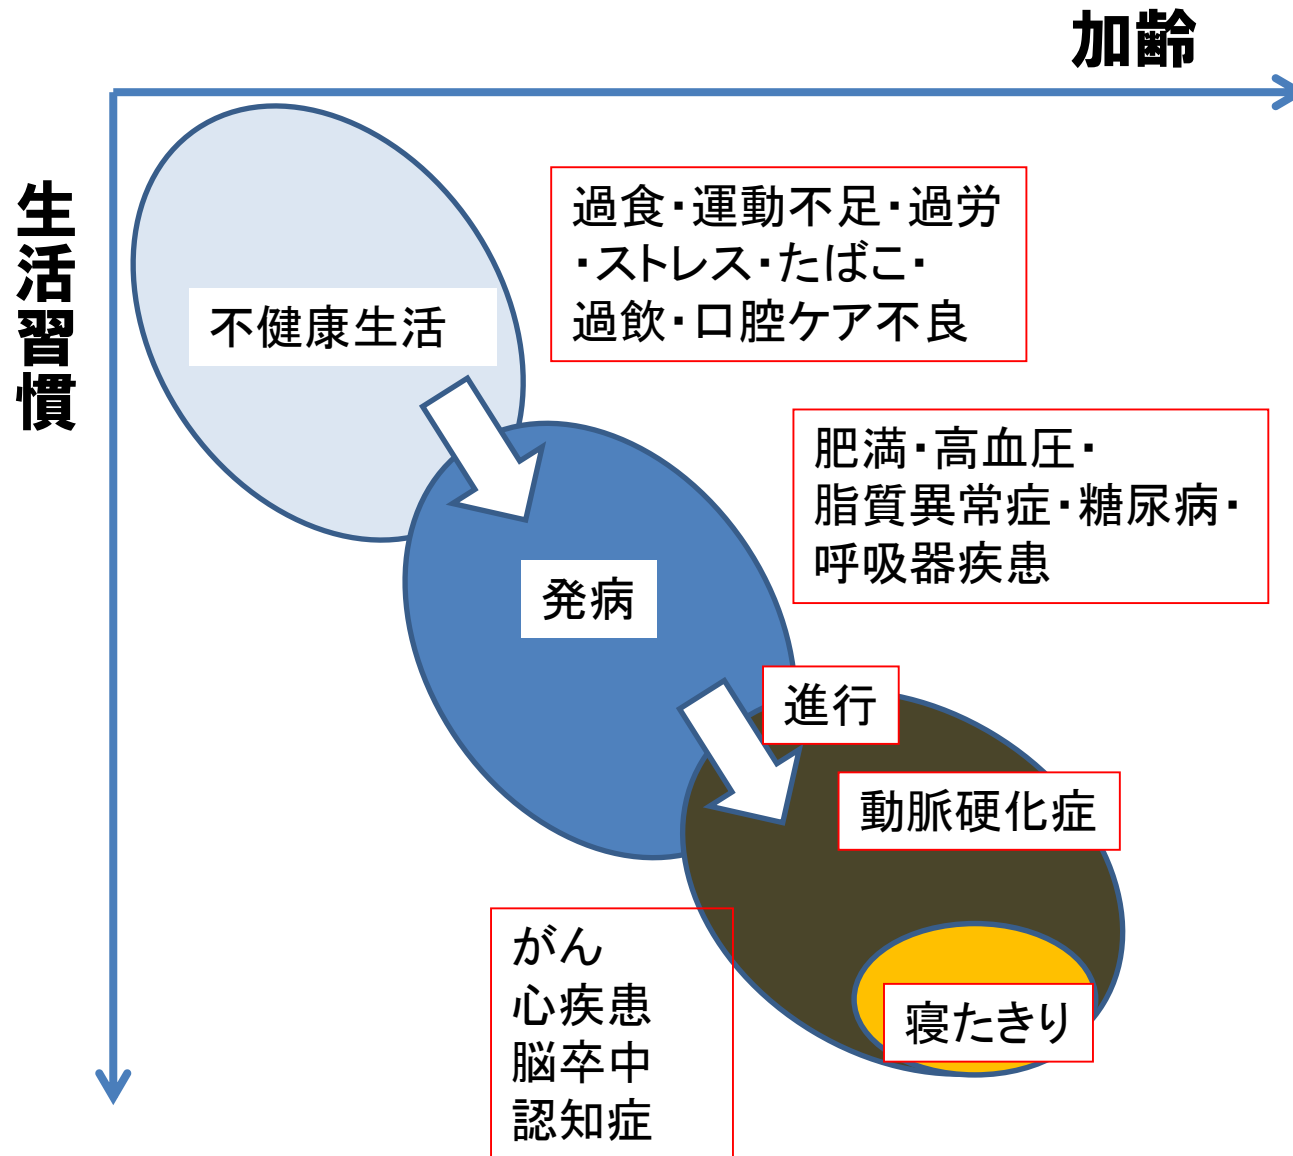 加齢
生活習慣
過食・運動不足・過労
・ストレス・たばこ・
過飲・口腔ケア不良
不健康生活
肥満・高血圧・
脂質異常症・糖尿病・
呼吸器疾患
発病
進行
動脈硬化症
がん
心疾患
脳卒中
認知症
寝たきり